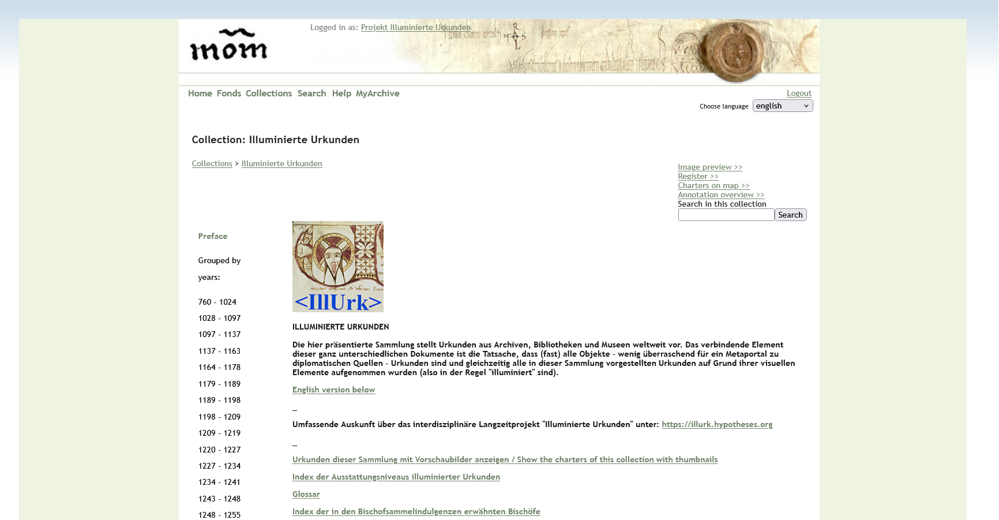 mom
Logged in as: Projekt Illuminierte Urkunden
Home Fonds Collections Search Help MyArchive
Logout
Choose language english
Collection: Illuminierte Urkunden
Collections > Illuminierte Urkunden
Image preview >>
Register >>
Charters on map >>
Annotation overview >>
Search in this collection
Search
Preface
Grouped by
years:
760 - 1024
1028 - 1097
1097 - 1137
1137 - 1163
1164 - 1178
1179 - 1189
1189 - 1198
1198 - 1209
1209 - 1219
1220 - 1227
1227 - 1234
1234 - 1241
1243 - 1248
1248 - 1255
<IllUrk>
ILLUMINIERTE URKUNDEN
Die hier präsentierte Sammlung stellt Urkunden aus Archiven, Bibliotheken und Museen weltweit vor. Das verbindende Element
dieser ganz unterschiedlichen Dokumente ist die Tatsache, dass (fast) alle Objekte – wenig überraschend für ein Metaportal zu
diplomatischen Quellen – Urkunden sind und gleichzeitig alle in dieser Sammlung vorgestellten Urkunden auf Grund ihrer visuellen
Elemente aufgenommen wurden (also in der Regel "illuminiert" sind).
English version below
_
Umfassende Auskunft über das interdisziplinäre Langzeitprojekt "Illuminierte Urkunden" unter: https://illurk.hypotheses.org
_
Urkunden dieser Sammlung mit Vorschaubilder anzeigen / Show the charters of this collection with thumbnails
Index der Ausstattungsniveaus illuminierter Urkunden
Glossar
Index der in den Bischofsammelindulgenzen erwähnten Bischöfe